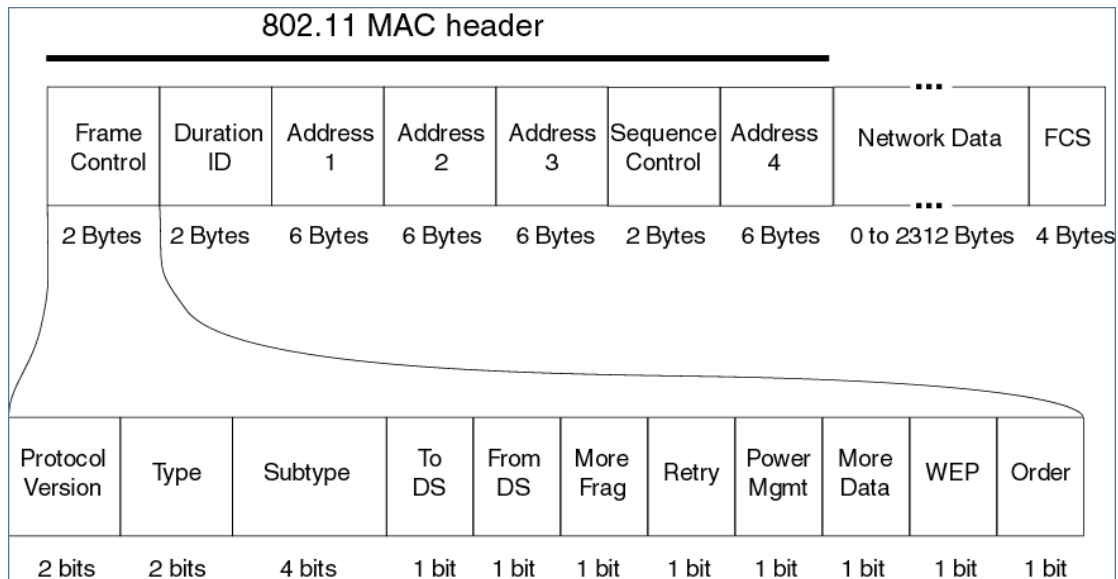 802.11 MAC header
...
Frame Control
Duration ID
Address 1
Address 2
Address 3
Sequence Control
Address 4
Network Data
FCS
...
2 Bytes 2 Bytes 6 Bytes 6 Bytes 6 Bytes 2 Bytes 6 Bytes 0 to 2312 Bytes 4 Bytes
Protocol Version
Type
Subtype
To DS
From DS
More Frag
Retry
Power Mgmt
More Data
WEP
Order
2 bits 2 bits 4 bits 1 bit 1 bit 1 bit 1 bit 1 bit 1 bit 1 bit 1 bit